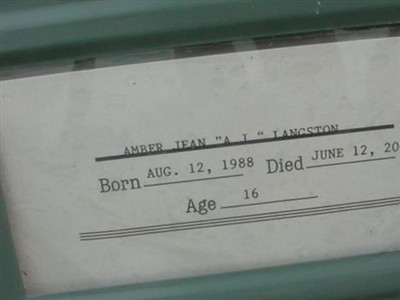 AMBER JEAN "A.J." LANGSTON
Born AUG. 12, 1988 Died JUNE 12, 20
Age 16